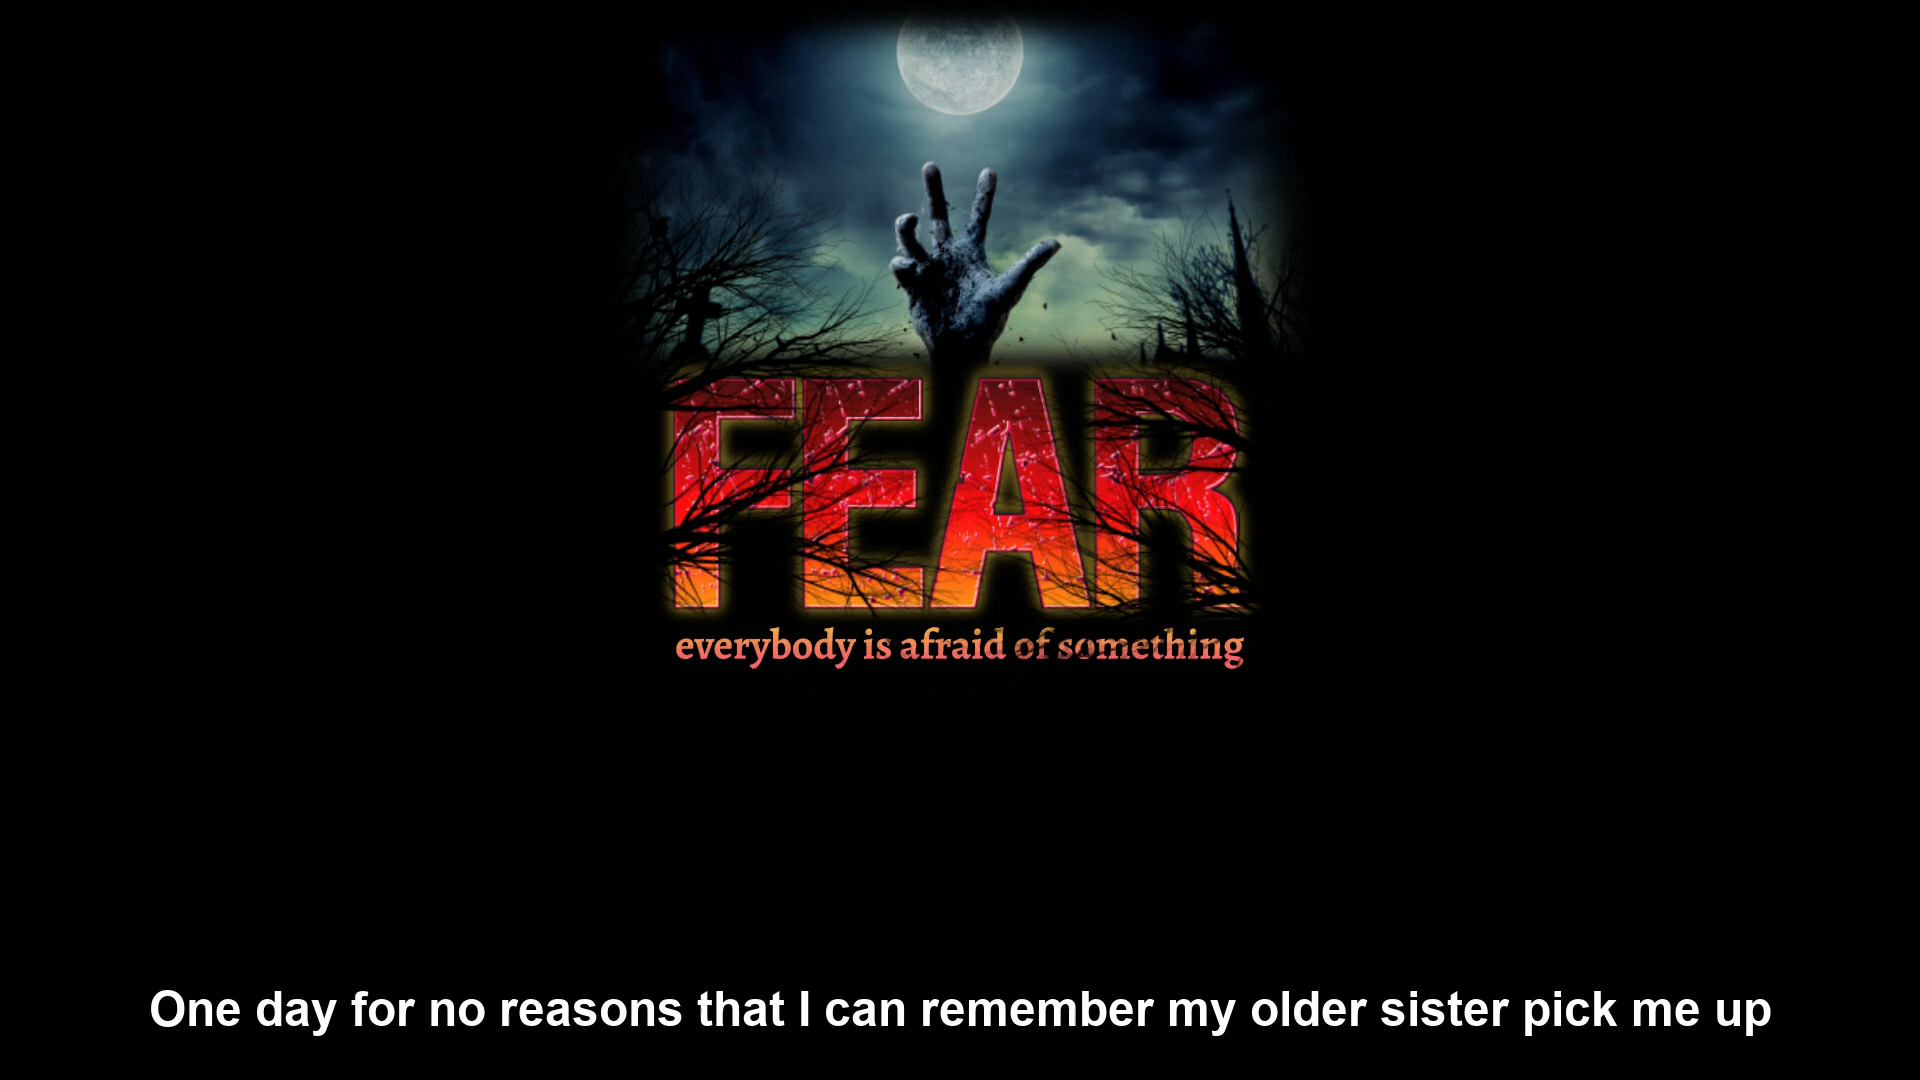 FEAR
everybody is afraid of something
One day for no reasons that I can remember my older sister pick me up